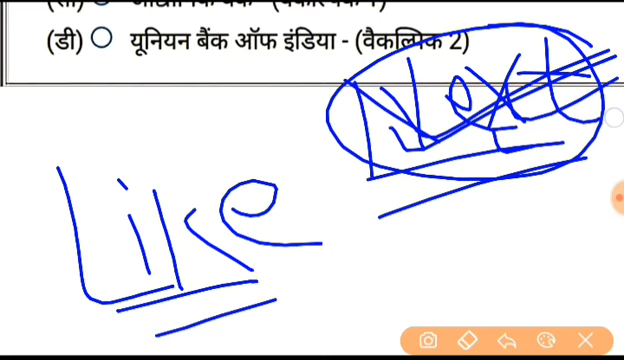 (डी) यूनियन बैंक ऑफ इंडिया - (वैकल्पिक 2)
Next
Like